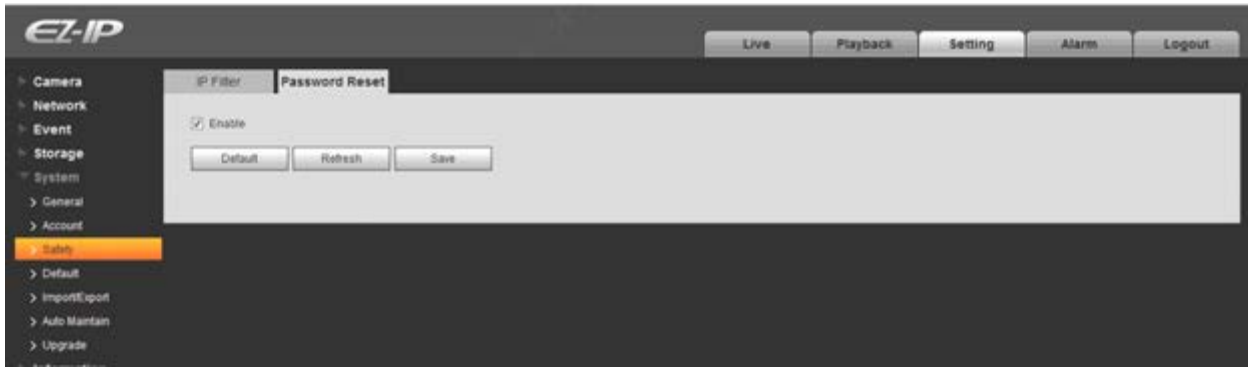 EZ-IP
Live Playback Setting Alarm Logout
Camera
Network
Event
Storage
System
General
Account
Safety
Default
Import/Export
Auto Maintain
Upgrade
Information
IP Filter Password Reset
Enable
Default Refresh Save